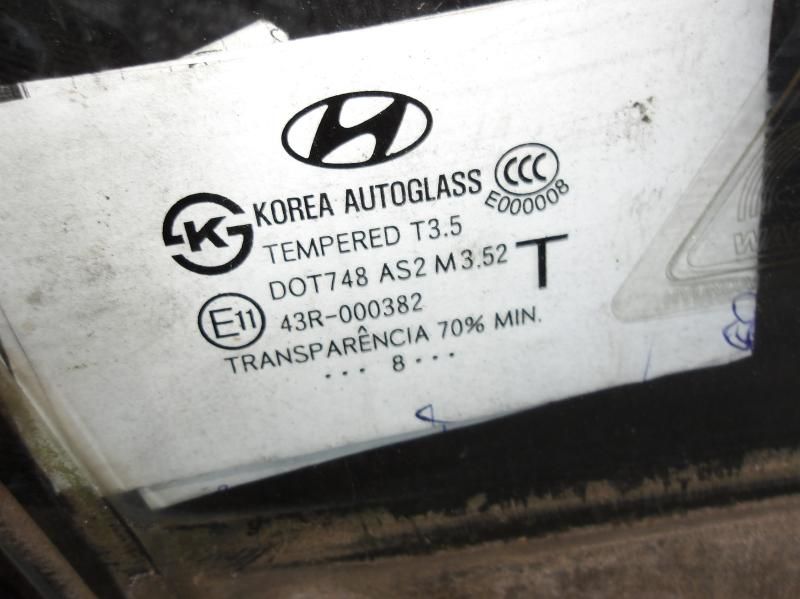 KOREA AUTOGLASS
CCC
E000008
K
TEMPERED T3.5
DOT748 AS2 M3.52
T
E11
43R-000382
TRANSPARÊNCIA 70% MIN.
... 8 ...